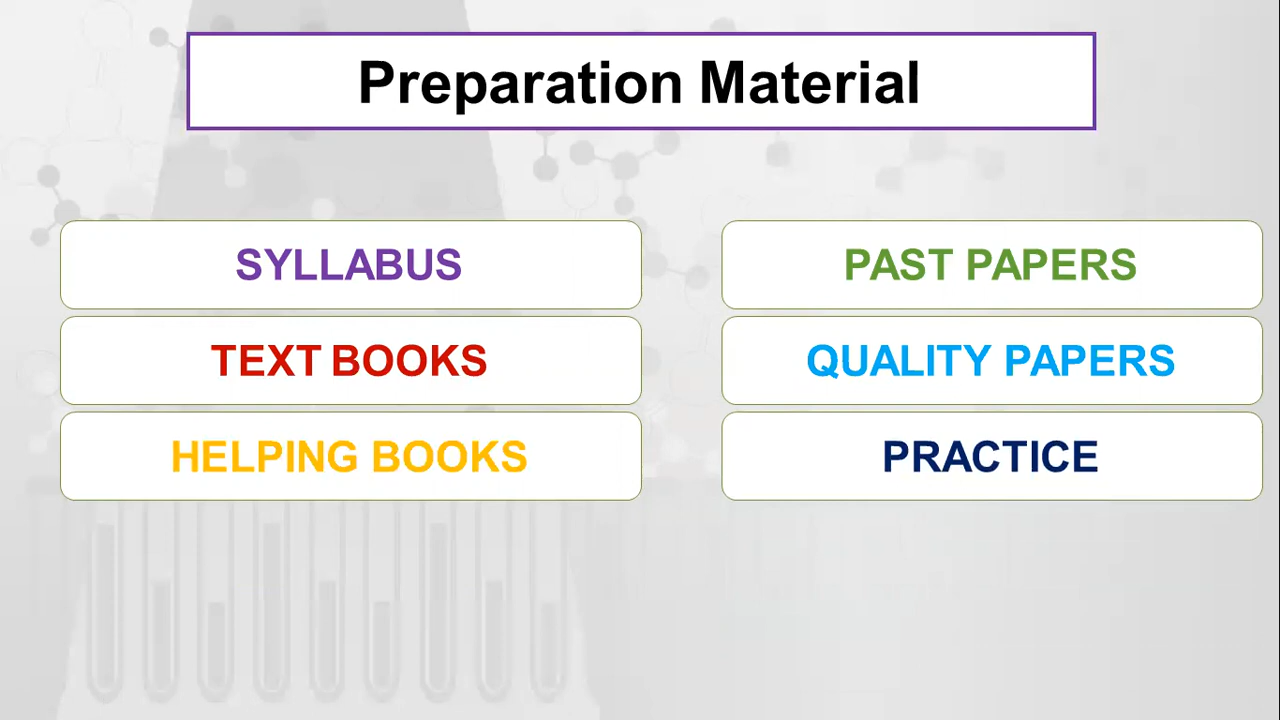 Preparation Material
SYLLABUS
TEXT BOOKS
HELPING BOOKS
PAST PAPERS
QUALITY PAPERS
PRACTICE